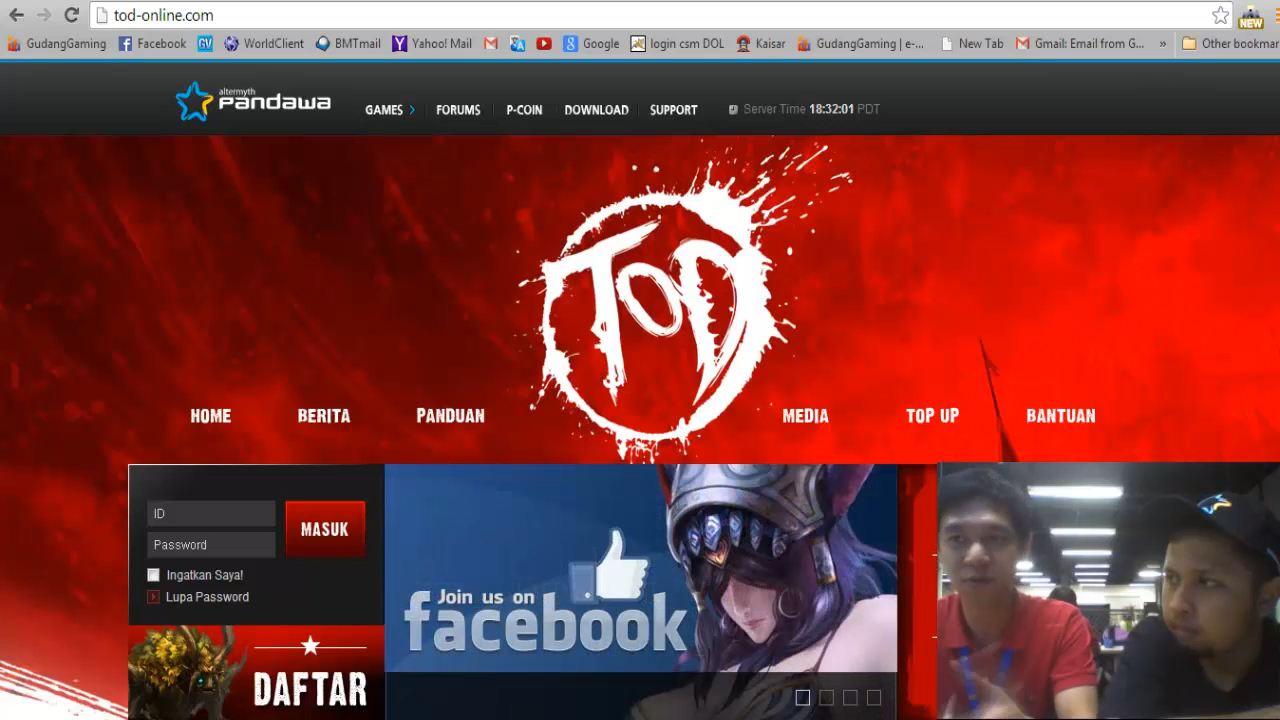 tod-online.com
NEW
GudangGaming Facebook GV WorldClient BMTmail Yahoo! Mail Google login csm DOL Kaisar GudangGaming | e-... New Tab Gmail: Email from G... » Other bookmar
altermyth
Pandawa
GAMES FORUMS P-COIN DOWNLOAD SUPPORT Server Time 18:32:01 PDT
TOD
HOME BERITA PANDUAN MEDIA TOP UP BANTUAN
ID
Password
MASUK
Ingatkan Saya!
Lupa Password
DAFTAR
Join us on
facebook